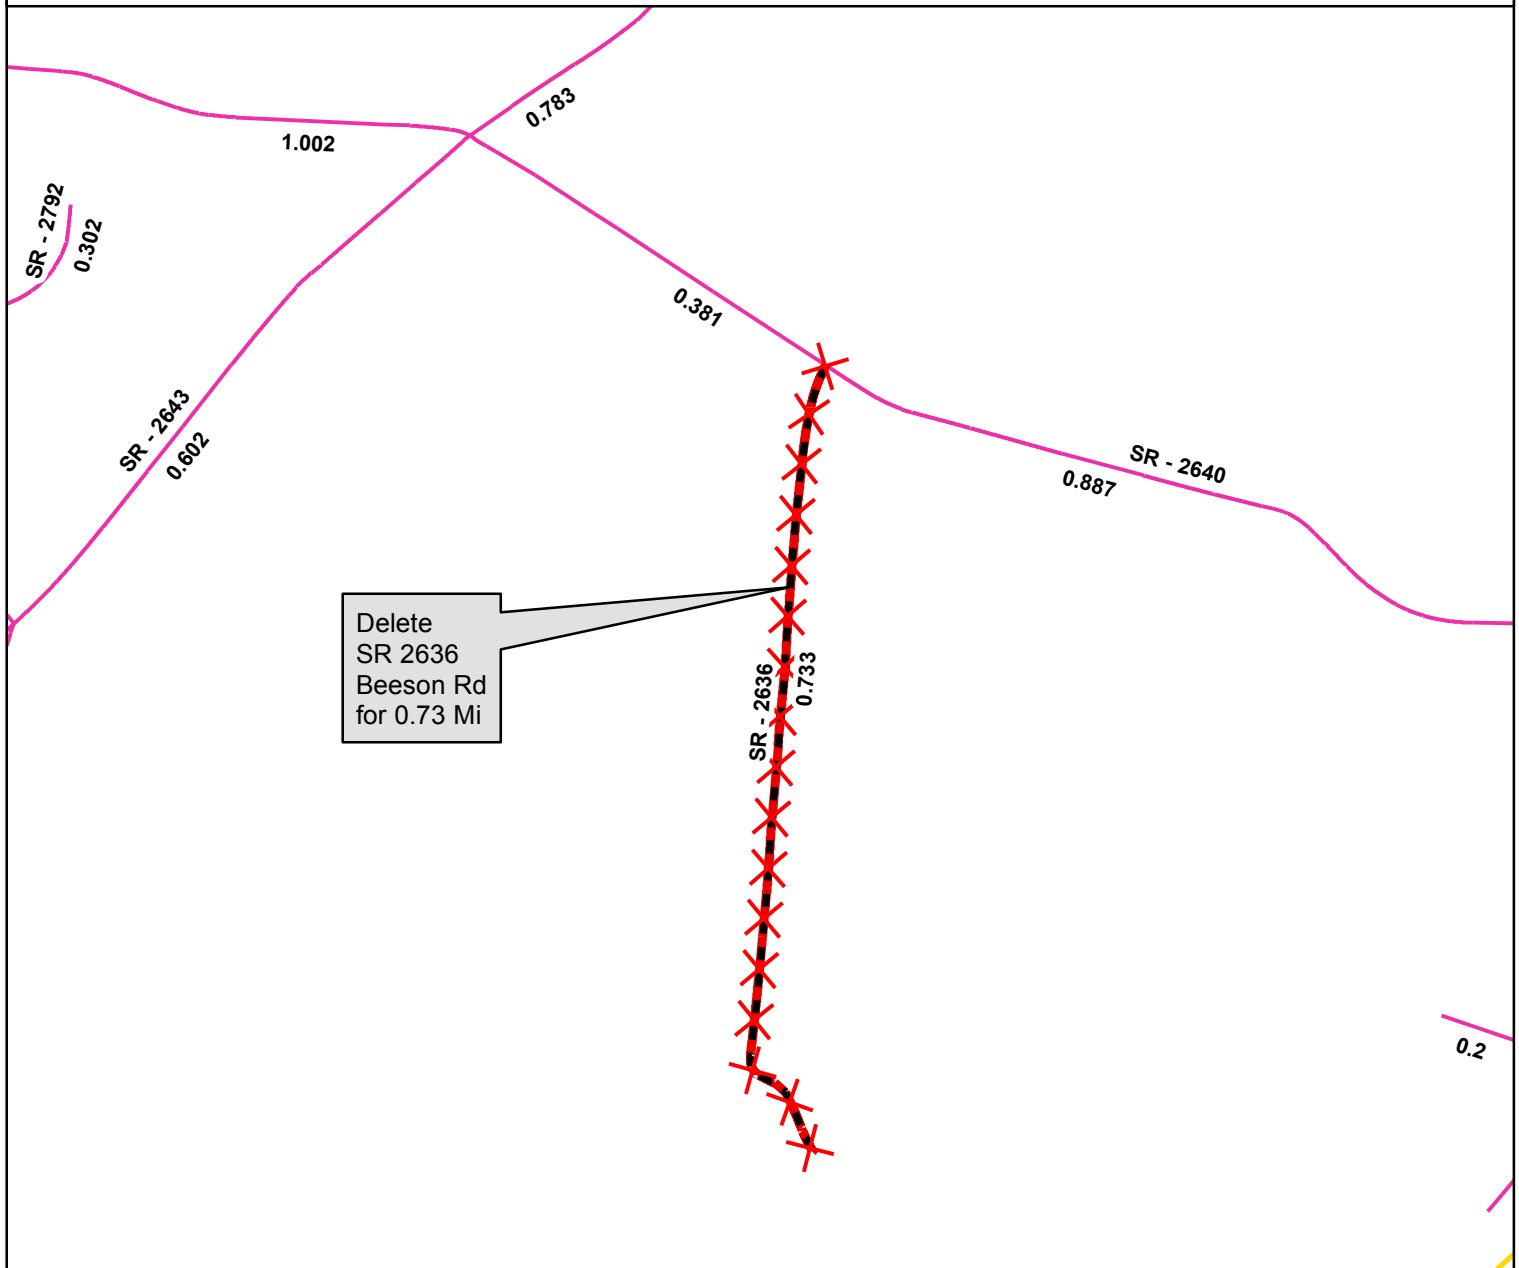 0.783
1.002
SR - 2792
0.302
0.381
SR - 2643
0.602
SR - 2640
0.887
Delete
SR 2636
Beeson Rd
for 0.73 Mi
SR - 2636
0.733
0.2